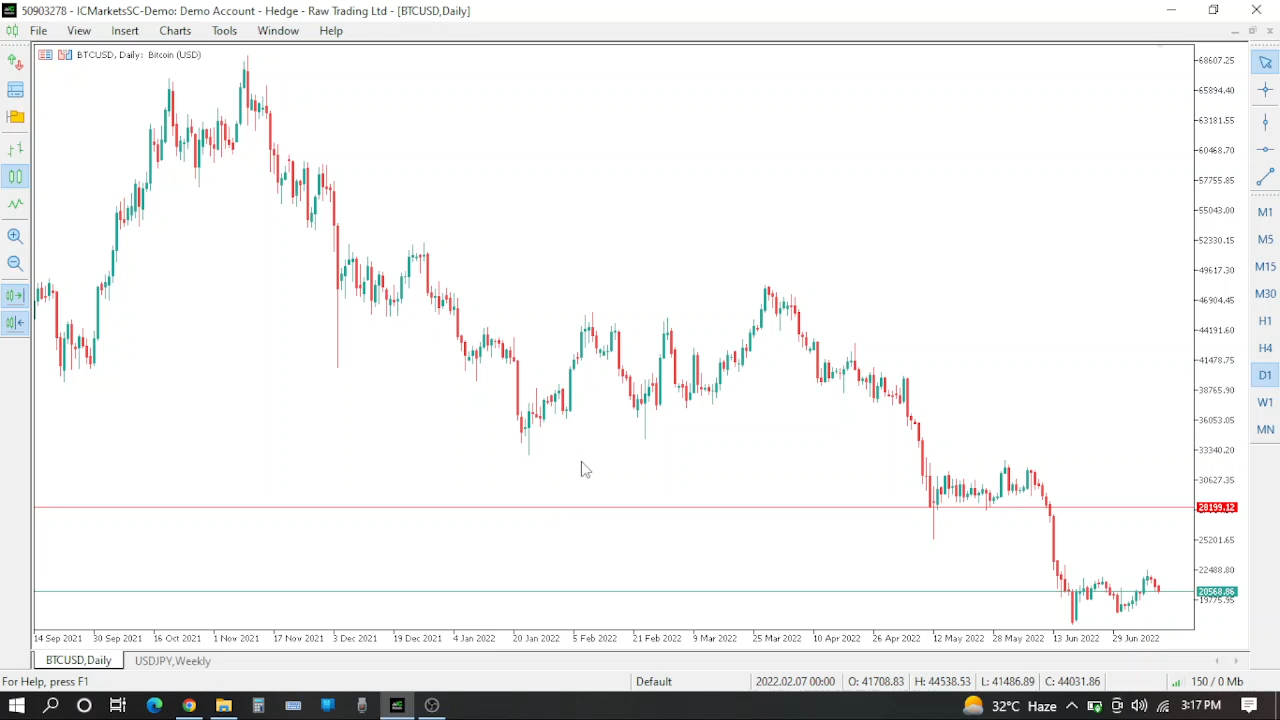 50903278 - ICMarketsSC-Demo: Demo Account - Hedge - Raw Trading Ltd - [BTCUSD,Daily]
File View Insert Charts Tools Window Help
BTCUSD, Daily: Bitcoin (USD)
68607.25
65894.40
63181.55
60468.70
57755.85
55043.00
52330.15
49617.30
46904.45
44191.60
41478.75
38765.90
36053.05
33340.20
30627.35
28199.12
25201.65
22488.80
20568.86
19775.95
M1
M5
M15
M30
H1
H4
D1
W1
MN
14 Sep 2021 30 Sep 2021 16 Oct 2021 1 Nov 2021 17 Nov 2021 3 Dec 2021 19 Dec 2021 4 Jan 2022 20 Jan 2022 5 Feb 2022 21 Feb 2022 9 Mar 2022 25 Mar 2022 10 Apr 2022 26 Apr 2022 12 May 2022 28 May 2022 13 Jun 2022 29 Jun 2022
BTCUSD,Daily USDJPY,Weekly
For Help, press F1 Default 2022.02.07 00:00 O: 41708.83 H: 44538.53 L: 41486.89 C: 44031.86 150 / 0 Mb
32°C Haze 3:17 PM